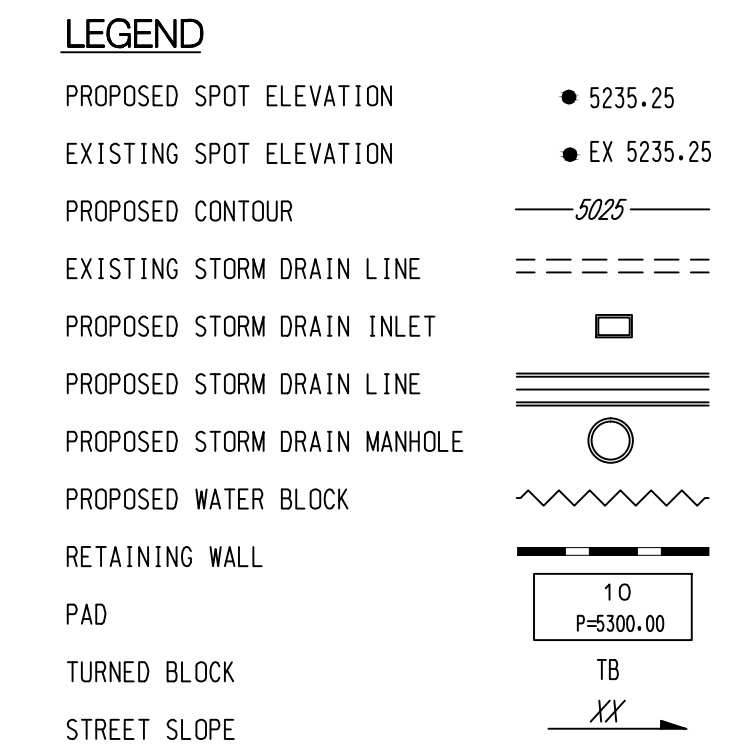 LEGEND
PROPOSED SPOT ELEVATION 5235.25
EXISTING SPOT ELEVATION EX 5235.25
PROPOSED CONTOUR 5025
EXISTING STORM DRAIN LINE
PROPOSED STORM DRAIN INLET
PROPOSED STORM DRAIN LINE
PROPOSED STORM DRAIN MANHOLE
PROPOSED WATER BLOCK
RETAINING WALL
PAD 10
P=5300.00
TURNED BLOCK TB
STREET SLOPE XX